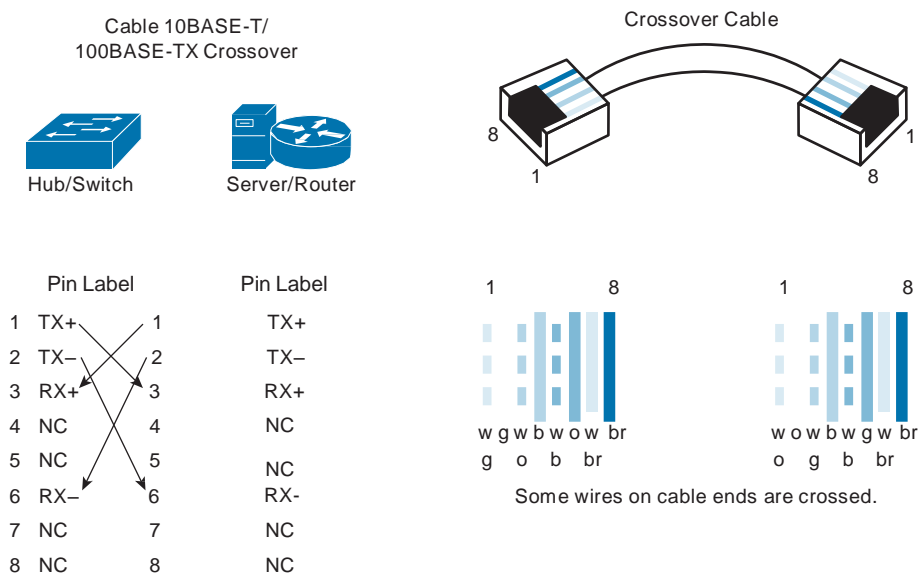 Cable 10BASE-T/
100BASE-TX Crossover
Crossover Cable
8
1
1
8
Hub/Switch
Server/Router
Pin Label
Pin Label
1 TX+ 1 TX+
2 TX– 2 TX–
3 RX+ 3 RX+
4 NC 4 NC
5 NC 5 NC
6 RX– 6 RX-
7 NC 7 NC
8 NC 8 NC
1 8
w g w b w o w br
g o b br
1 8
w o w b w g w br
o g b br
Some wires on cable ends are crossed.